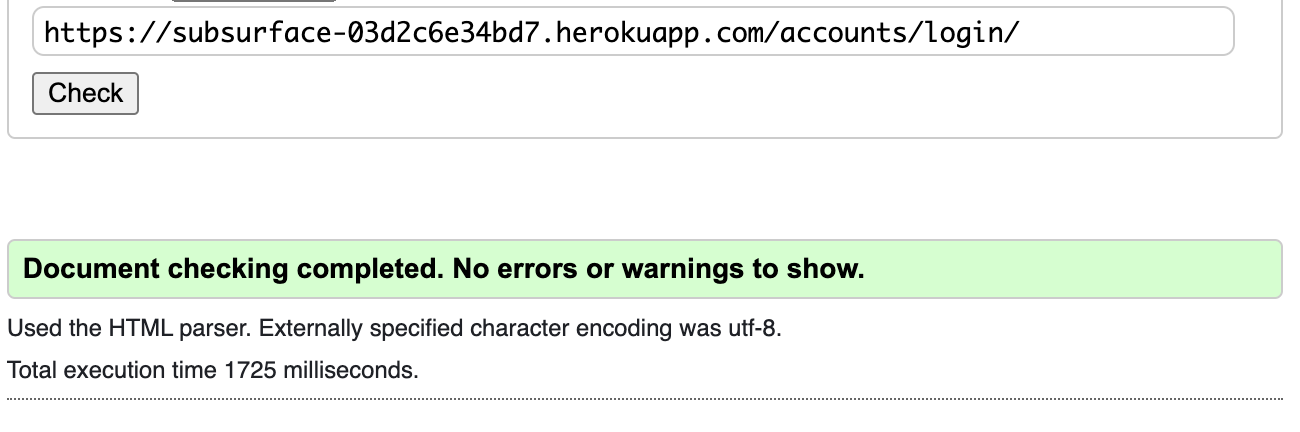 https://subsurface-03d2c6e34bd7.herokuapp.com/accounts/login/
Check
Document checking completed. No errors or warnings to show.
Used the HTML parser. Externally specified character encoding was utf-8.
Total execution time 1725 milliseconds.